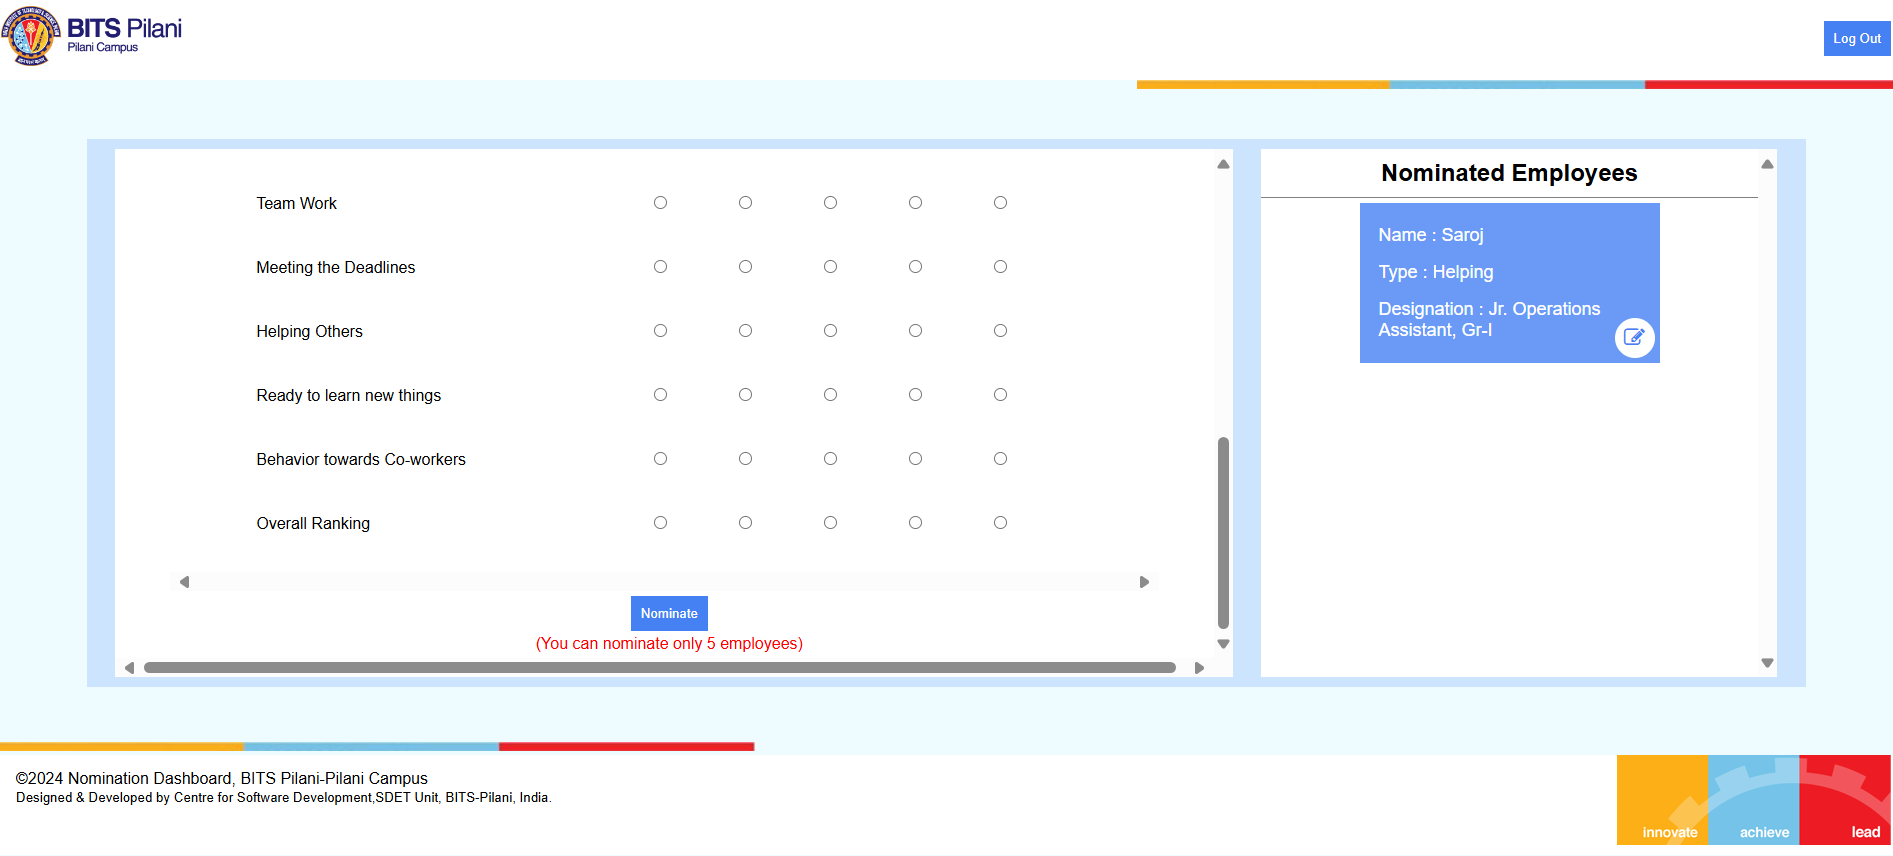 BITS Pilani
Pilani Campus
Log Out
Team Work
Meeting the Deadlines
Helping Others
Ready to learn new things
Behavior towards Co-workers
Overall Ranking
Nominate
(You can nominate only 5 employees)
Nominated Employees
Name : Saroj
Type : Helping
Designation : Jr. Operations
Assistant, Gr-I
©2024 Nomination Dashboard, BITS Pilani-Pilani Campus
Designed & Developed by Centre for Software Development,SDET Unit, BITS-Pilani, India.
innovate achieve lead